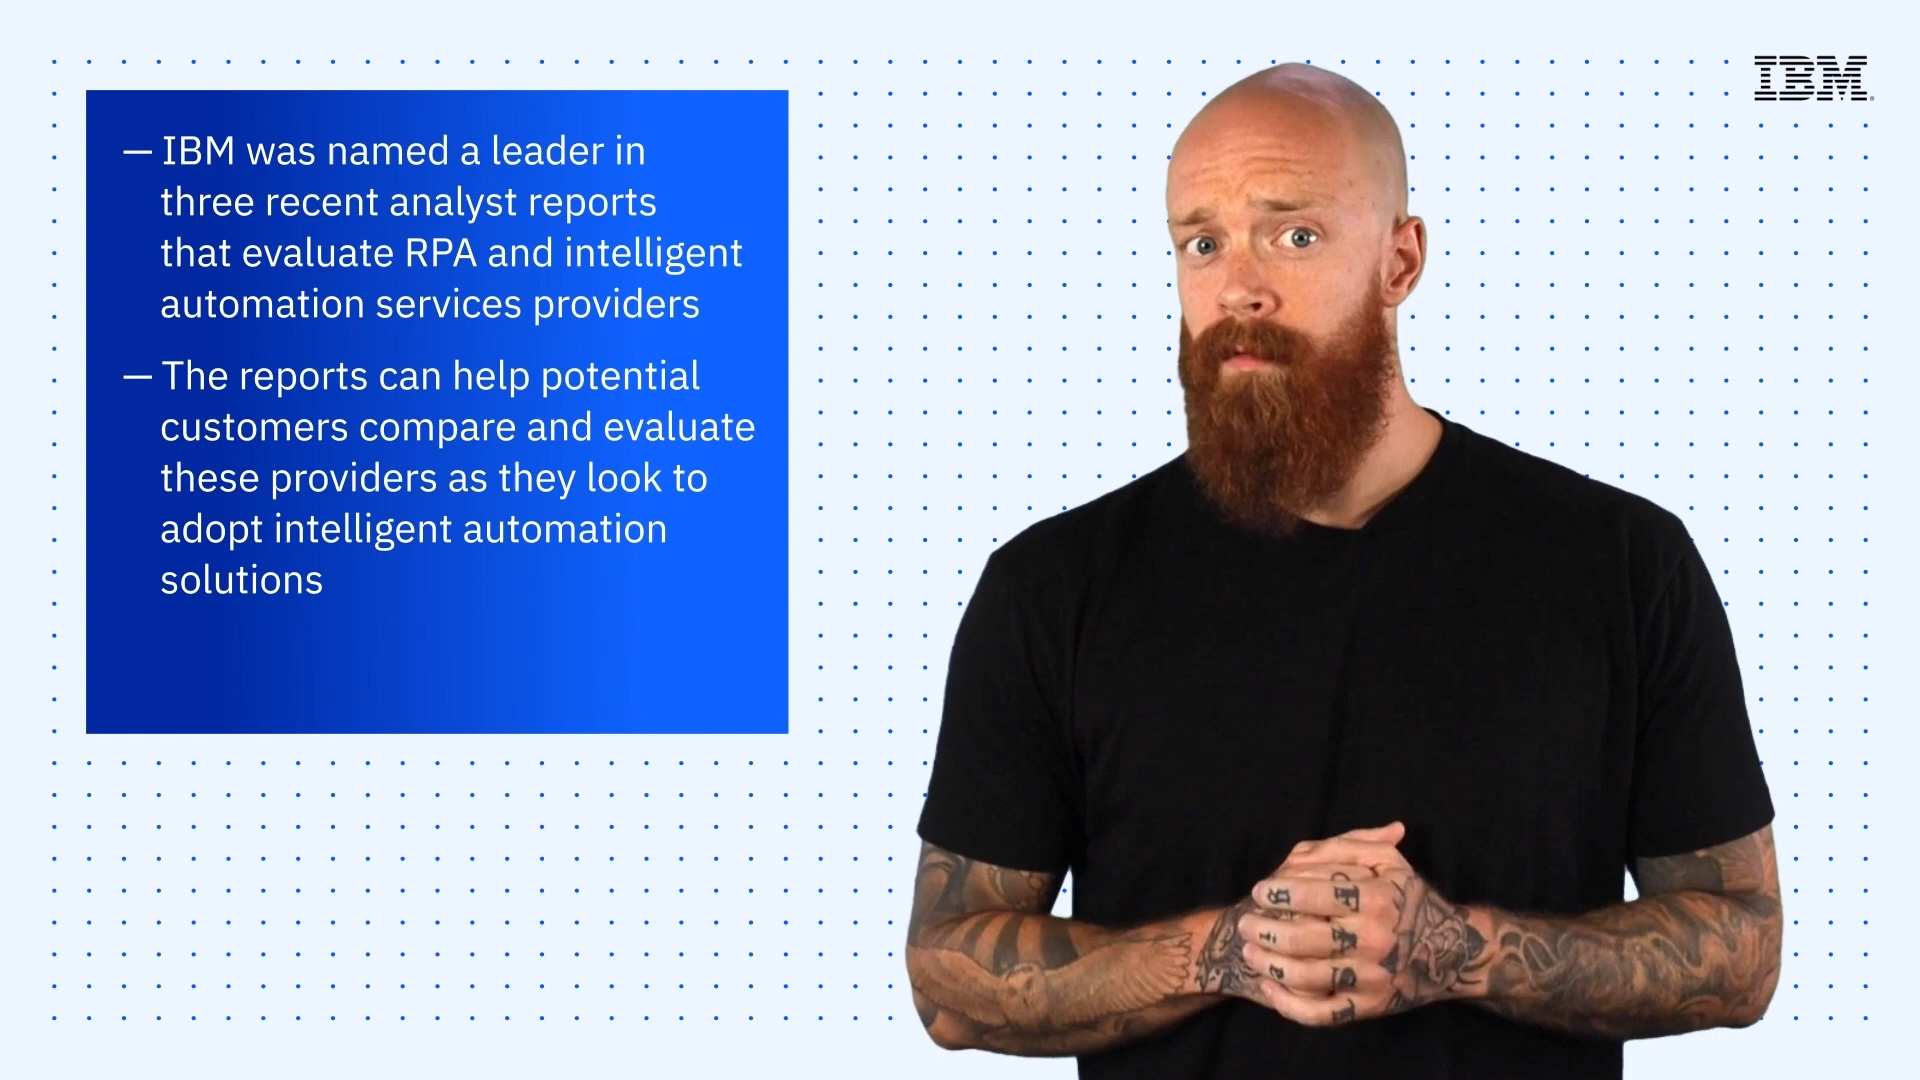 IBM
— IBM was named a leader in
three recent analyst reports
that evaluate RPA and intelligent
automation services providers
— The reports can help potential
customers compare and evaluate
these providers as they look to
adopt intelligent automation
solutions
FAST